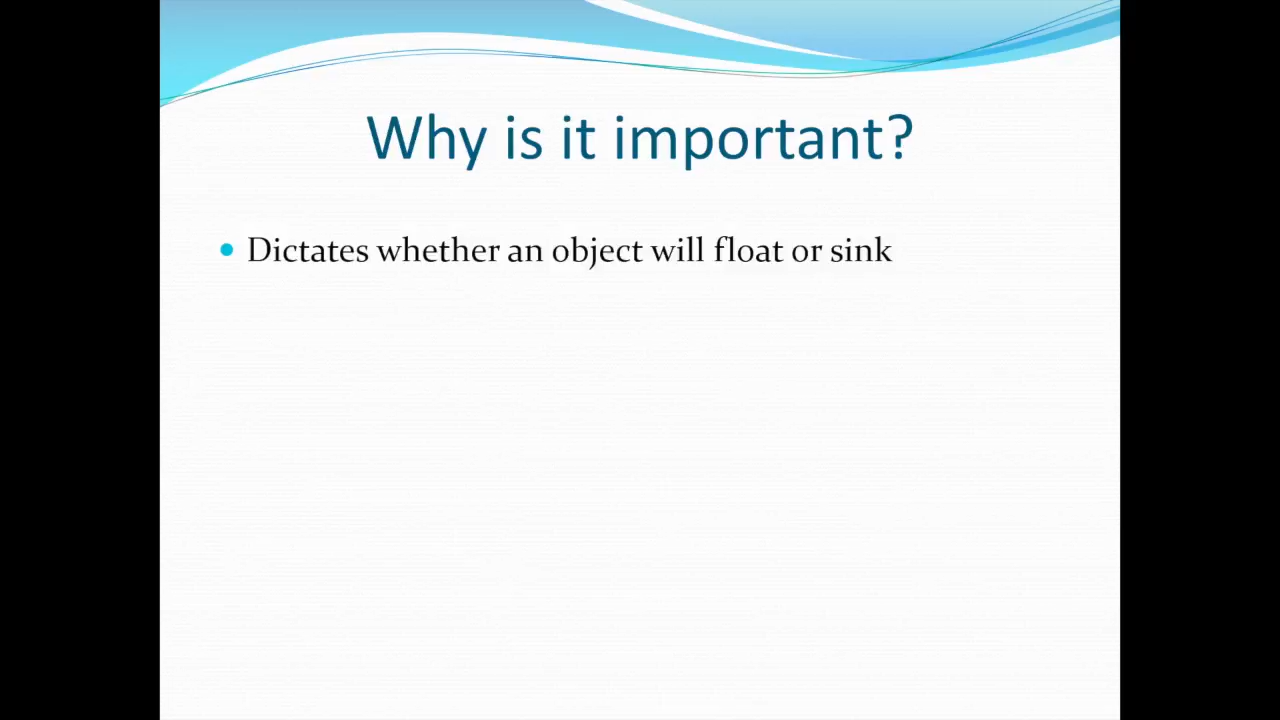 Why is it important?
Dictates whether an object will float or sink